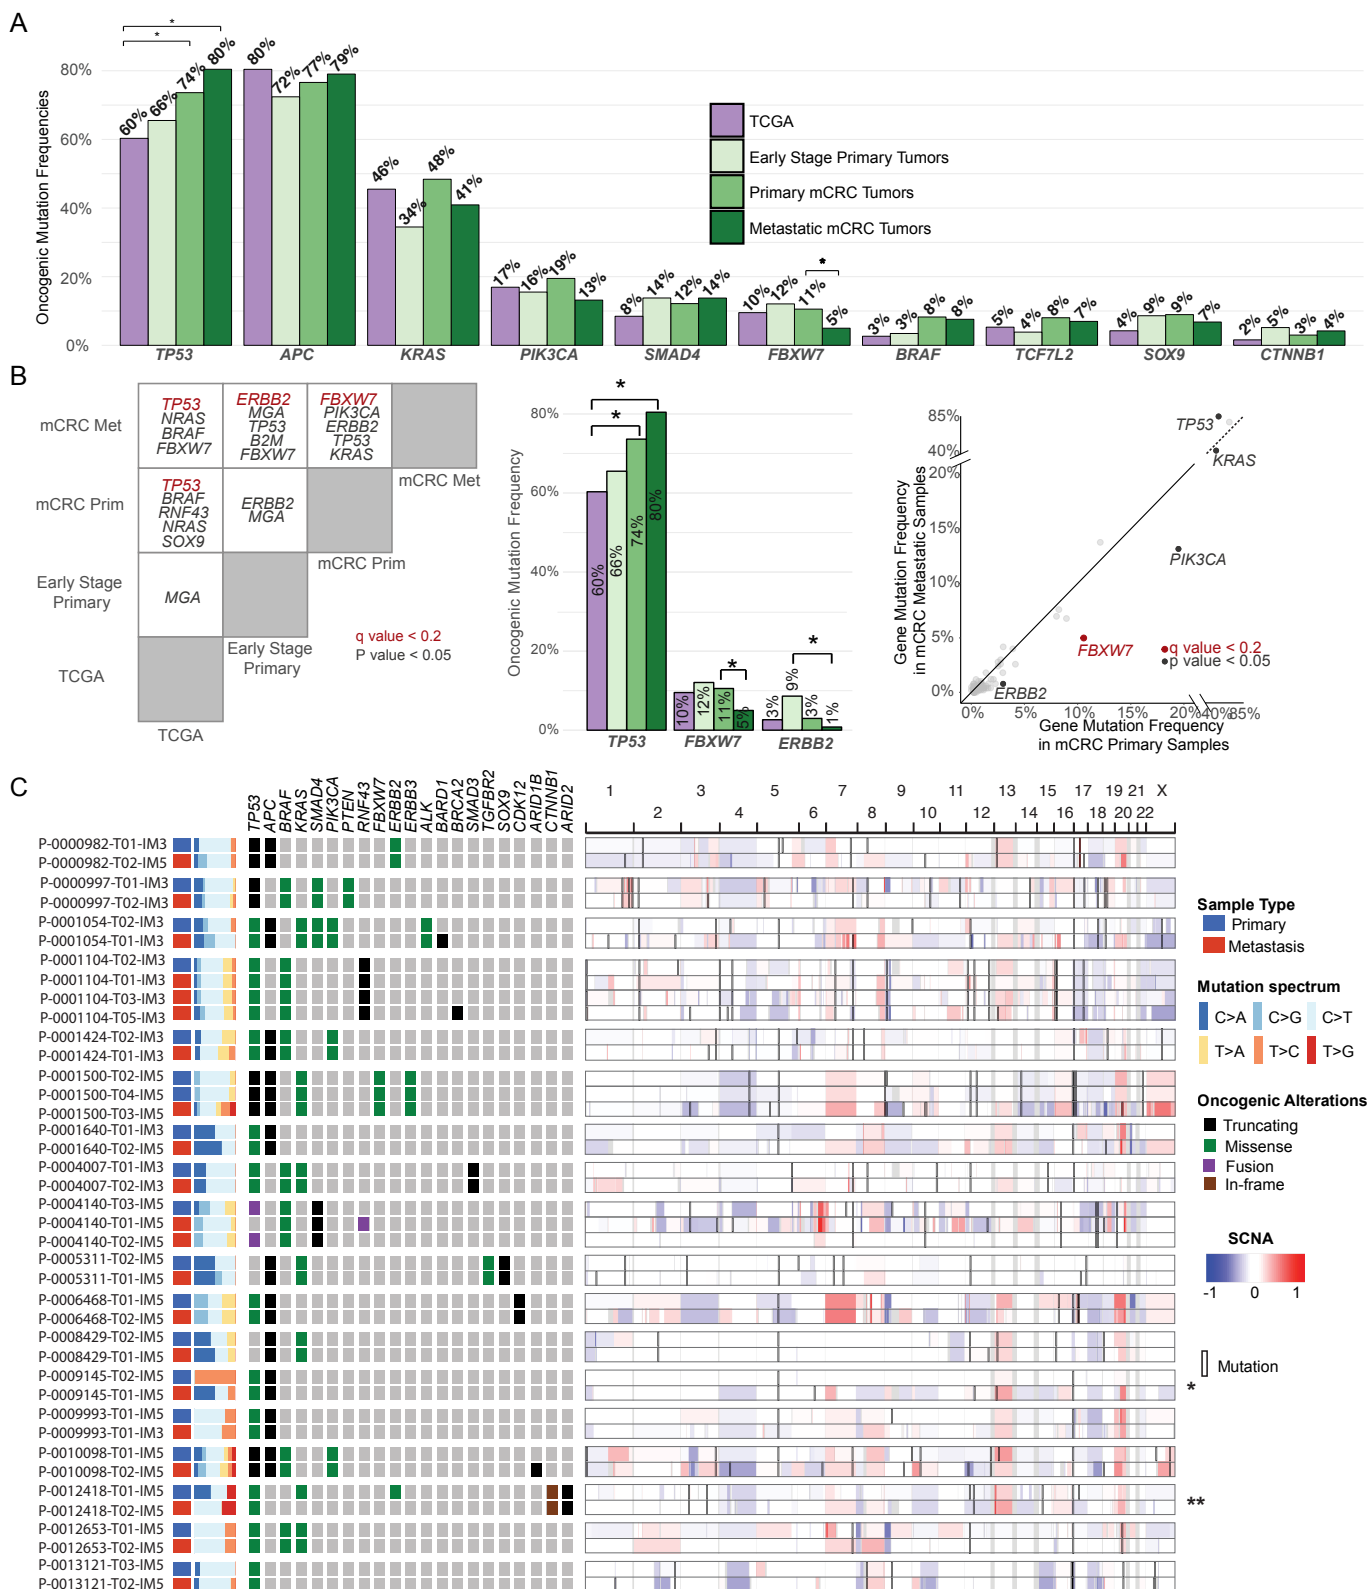 A
* 
*
Oncogenic Mutation Frequencies
80%
60%
40%
20%
0%
60%
66%
74%
80%
80%
72%
77%
79%
46%
34%
48%
41%
17%
16%
19%
13%
8%
14%
12%
14%
10%
12%
11%
5%
*
3%
3%
8%
8%
5%
4%
8%
7%
4%
9%
9%
7%
2%
5%
3%
4%
TP53 APC KRAS PIK3CA SMAD4 FBXW7 BRAF TCF7L2 SOX9 CTNNB1
TCGA
Early Stage Primary Tumors
Primary mCRC Tumors
Metastatic mCRC Tumors
B
mCRC Met
TP53
NRAS
BRAF
FBXW7
ERBB2
MGA
TP53
B2M
FBXW7
FBXW7
PIK3CA
ERBB2
TP53
KRAS
mCRC Met
mCRC Prim
TP53
BRAF
RNF43
NRAS
SOX9
ERBB2
MGA
mCRC Prim
Early Stage
Primary
MGA
Early Stage
Primary
TCGA
TCGA
q value < 0.2
P value < 0.05
Oncogenic Mutation Frequency
80%
60%
40%
20%
0%
*
*
60%
66%
74%
80%
*
10%
12%
11%
5%
*
3%
9%
3%
1%
TP53 FBXW7 ERBB2
Gene Mutation Frequency
in mCRC Metastatic Samples
85%
40%
20%
15%
10%
5%
0%
TP53
KRAS
PIK3CA
FBXW7
ERBB2
q value < 0.2
p value < 0.05
0% 5% 10% 15% 20% 40% 85%
Gene Mutation Frequency
in mCRC Primary Samples
C
TP53 APC BRAF KRAS SMAD4 PIK3CA PTEN RNF43 FBXW7 ERBB2 ERBB3 ALK BARD1 BRCA2 SMAD3 TGFBR2 SOX9 CDK12 ARID1B CTNNB1 ARID2
1 3 5 7 9 11 13 15 17 19 21 X
2 4 6 8 10 12 14 16 18 20 22
P-0000982-T01-IM3
P-0000982-T02-IM5
P-0000997-T01-IM3
P-0000997-T02-IM3
P-0001054-T02-IM3
P-0001054-T01-IM3
P-0001104-T02-IM3
P-0001104-T01-IM3
P-0001104-T03-IM3
P-0001104-T05-IM3
P-0001424-T02-IM3
P-0001424-T01-IM3
P-0001500-T02-IM5
P-0001500-T04-IM5
P-0001500-T03-IM5
P-0001640-T01-IM3
P-0001640-T02-IM5
P-0004007-T01-IM3
P-0004007-T02-IM3
P-0004140-T03-IM5
P-0004140-T01-IM5
P-0004140-T02-IM5
P-0005311-T02-IM5
P-0005311-T01-IM5
P-0006468-T01-IM5
P-0006468-T02-IM5
P-0008429-T02-IM5
P-0008429-T01-IM5
P-0009145-T02-IM5
P-0009145-T01-IM5
*
P-0009993-T01-IM5
P-0009993-T01-IM3
P-0010098-T01-IM5
P-0010098-T02-IM5
P-0012418-T01-IM5
P-0012418-T02-IM5
**
P-0012653-T01-IM5
P-0012653-T02-IM5
P-0013121-T03-IM5
P-0013121-T02-IM5
Sample Type
Primary
Metastasis
Mutation spectrum
C>A C>G C>T
T>A T>C T>G
Oncogenic Alterations
Truncating
Missense
Fusion
In-frame
SCNA
-1 0 1
Mutation